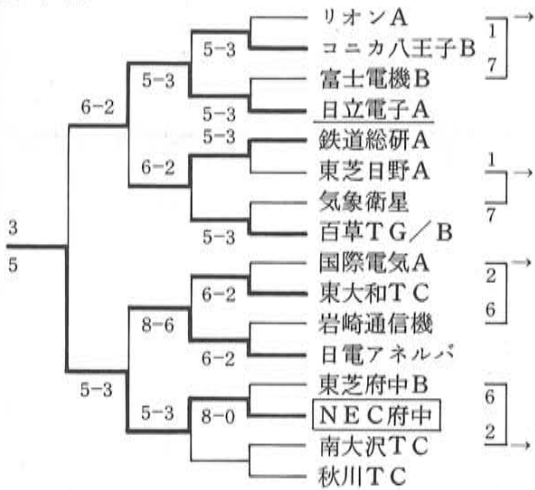 リオンA
コニカ八王子B
富士電機B
日立電子A
鉄道総研A
東芝日野A
気象衛星
百草TG／B
国際電気A
東大和TC
岩崎通信機
日電アネルバ
東芝府中B
NEC府中
南大沢TC
秋川TC
5-3
5-3
5-3
6-2
5-3
6-2
5-3
3
5
6-2
8-6
6-2
5-3
5-3
8-0
1 →
7
1 →
7
2 →
6
6
2 →